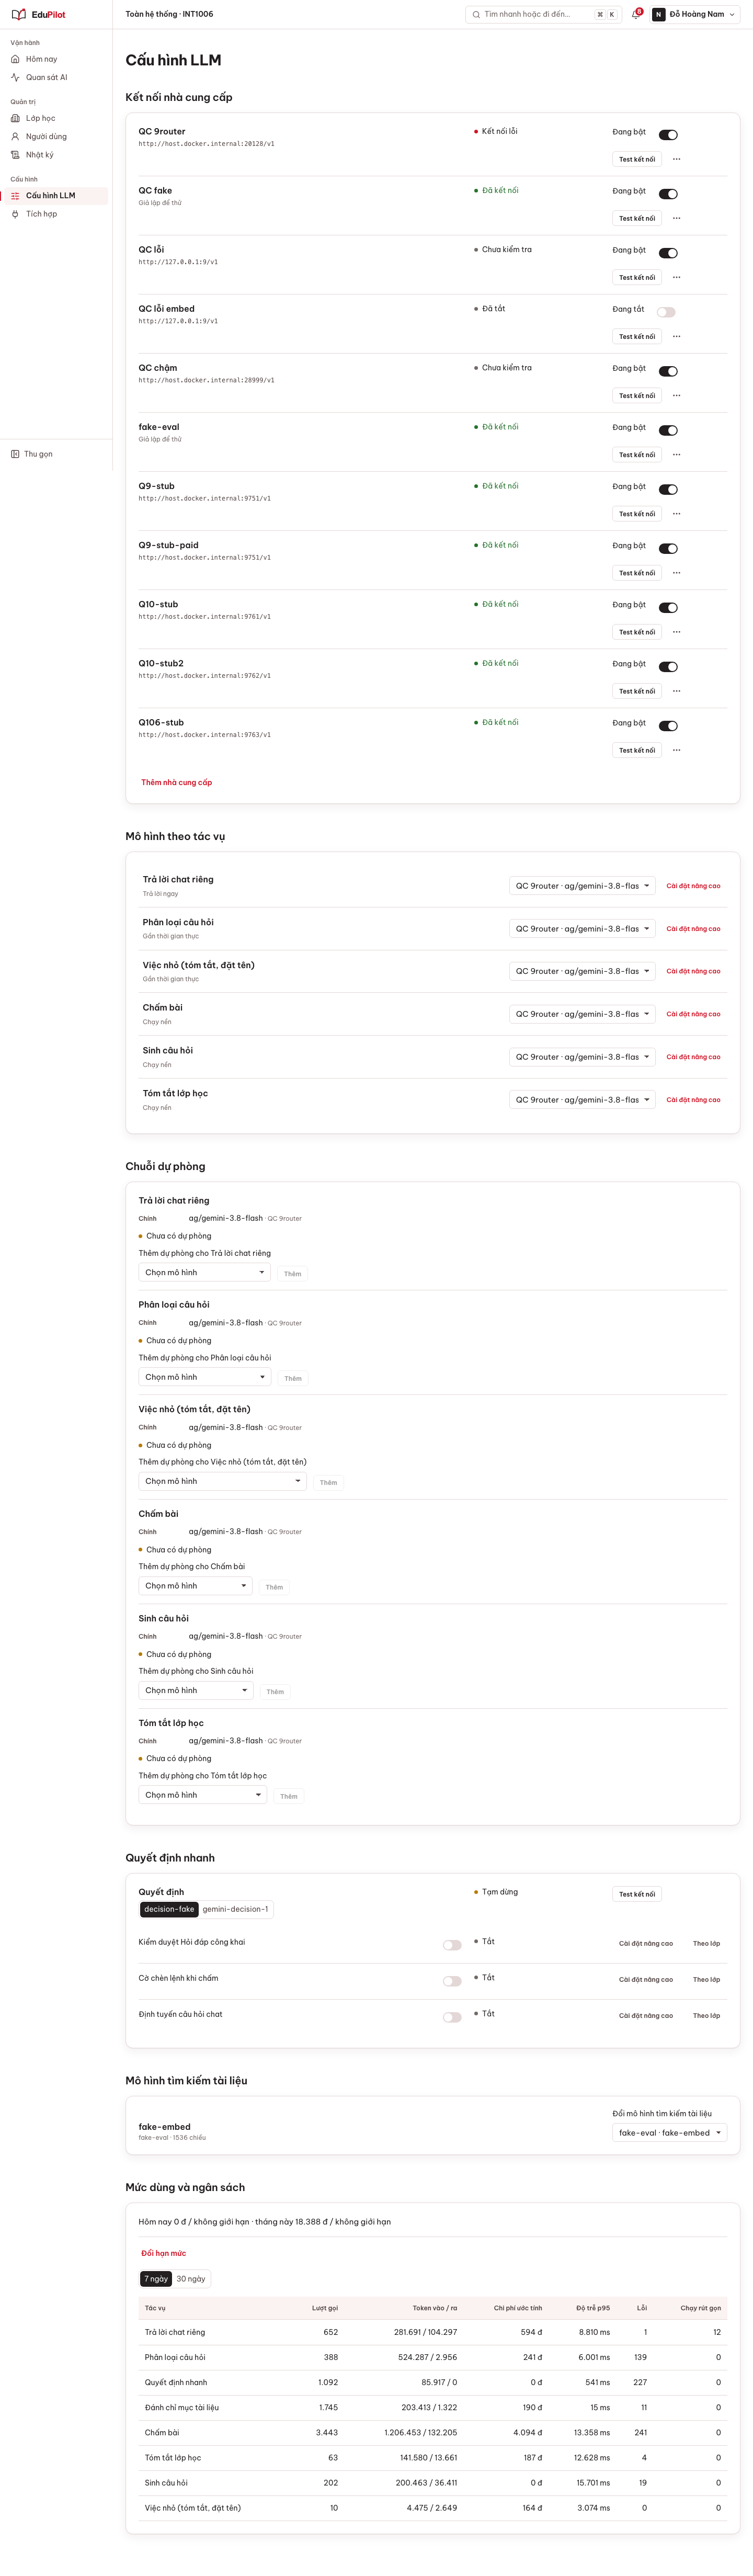 EduPilot
Toàn hệ thống · INT1006
Tìm nhanh hoặc đi đến...
⌘ K
8
N
Đỗ Hoàng Nam
Vận hành
Hôm nay
Quan sát AI
Quản trị
Lớp học
Người dùng
Nhật ký
Cấu hình
Cấu hình LLM
Tích hợp
Thu gọn
Cấu hình LLM
Kết nối nhà cung cấp
QC 9router
http://host.docker.internal:20128/v1
Kết nối lỗi
Đang bật
Test kết nối
QC fake
Giả lập để thử
Đã kết nối
Đang bật
Test kết nối
QC lỗi
http://127.0.0.1:9/v1
Chưa kiểm tra
Đang bật
Test kết nối
QC lỗi embed
http://127.0.0.1:9/v1
Đã tắt
Đang tắt
Test kết nối
QC chậm
http://host.docker.internal:28999/v1
Chưa kiểm tra
Đang bật
Test kết nối
fake-eval
Giả lập để thử
Đã kết nối
Đang bật
Test kết nối
Q9-stub
http://host.docker.internal:9751/v1
Đã kết nối
Đang bật
Test kết nối
Q9-stub-paid
http://host.docker.internal:9751/v1
Đã kết nối
Đang bật
Test kết nối
Q10-stub
http://host.docker.internal:9761/v1
Đã kết nối
Đang bật
Test kết nối
Q10-stub2
http://host.docker.internal:9762/v1
Đã kết nối
Đang bật
Test kết nối
Q106-stub
http://host.docker.internal:9763/v1
Đã kết nối
Đang bật
Test kết nối
Thêm nhà cung cấp
Mô hình theo tác vụ
Trả lời chat riêng
Trả lời ngay
QC 9router · ag/gemini-3.8-flas
Cài đặt nâng cao
Phân loại câu hỏi
Gần thời gian thực
QC 9router · ag/gemini-3.8-flas
Cài đặt nâng cao
Việc nhỏ (tóm tắt, đặt tên)
Gần thời gian thực
QC 9router · ag/gemini-3.8-flas
Cài đặt nâng cao
Chấm bài
Chạy nền
QC 9router · ag/gemini-3.8-flas
Cài đặt nâng cao
Sinh câu hỏi
Chạy nền
QC 9router · ag/gemini-3.8-flas
Cài đặt nâng cao
Tóm tắt lớp học
Chạy nền
QC 9router · ag/gemini-3.8-flas
Cài đặt nâng cao
Chuỗi dự phòng
Trả lời chat riêng
Chính ag/gemini-3.8-flash · QC 9router
Chưa có dự phòng
Thêm dự phòng cho Trả lời chat riêng
Chọn mô hình Thêm
Phân loại câu hỏi
Chính ag/gemini-3.8-flash · QC 9router
Chưa có dự phòng
Thêm dự phòng cho Phân loại câu hỏi
Chọn mô hình Thêm
Việc nhỏ (tóm tắt, đặt tên)
Chính ag/gemini-3.8-flash · QC 9router
Chưa có dự phòng
Thêm dự phòng cho Việc nhỏ (tóm tắt, đặt tên)
Chọn mô hình Thêm
Chấm bài
Chính ag/gemini-3.8-flash · QC 9router
Chưa có dự phòng
Thêm dự phòng cho Chấm bài
Chọn mô hình Thêm
Sinh câu hỏi
Chính ag/gemini-3.8-flash · QC 9router
Chưa có dự phòng
Thêm dự phòng cho Sinh câu hỏi
Chọn mô hình Thêm
Tóm tắt lớp học
Chính ag/gemini-3.8-flash · QC 9router
Chưa có dự phòng
Thêm dự phòng cho Tóm tắt lớp học
Chọn mô hình Thêm
Quyết định nhanh
Quyết định
Tạm dừng
Test kết nối
decision-fake gemini-decision-1
Kiểm duyệt Hỏi đáp công khai Tắt Cài đặt nâng cao Theo lớp
Cờ chèn lệnh khi chấm Tắt Cài đặt nâng cao Theo lớp
Định tuyến câu hỏi chat Tắt Cài đặt nâng cao Theo lớp
Mô hình tìm kiếm tài liệu
fake-embed
fake-eval · 1536 chiều
Đổi mô hình tìm kiếm tài liệu
fake-eval · fake-embed
Mức dùng và ngân sách
Hôm nay 0 đ / không giới hạn · tháng này 18.388 đ / không giới hạn
Đổi hạn mức
7 ngày 30 ngày
Tác vụ Lượt gọi Token vào / ra Chi phí ước tính Độ trễ p95 Lỗi Chạy rút gọn
Trả lời chat riêng 652 281.691 / 104.297 594 đ 8.810 ms 1 12
Phân loại câu hỏi 388 524.287 / 2.956 241 đ 6.001 ms 139 0
Quyết định nhanh 1.092 85.917 / 0 0 đ 541 ms 227 0
Đánh chỉ mục tài liệu 1.745 203.413 / 1.322 190 đ 15 ms 11 0
Chấm bài 3.443 1.206.453 / 132.205 4.094 đ 13.358 ms 241 0
Tóm tắt lớp học 63 141.580 / 13.661 187 đ 12.628 ms 4 0
Sinh câu hỏi 202 200.463 / 36.411 0 đ 15.701 ms 19 0
Việc nhỏ (tóm tắt, đặt tên) 10 4.475 / 2.649 164 đ 3.074 ms 0 0